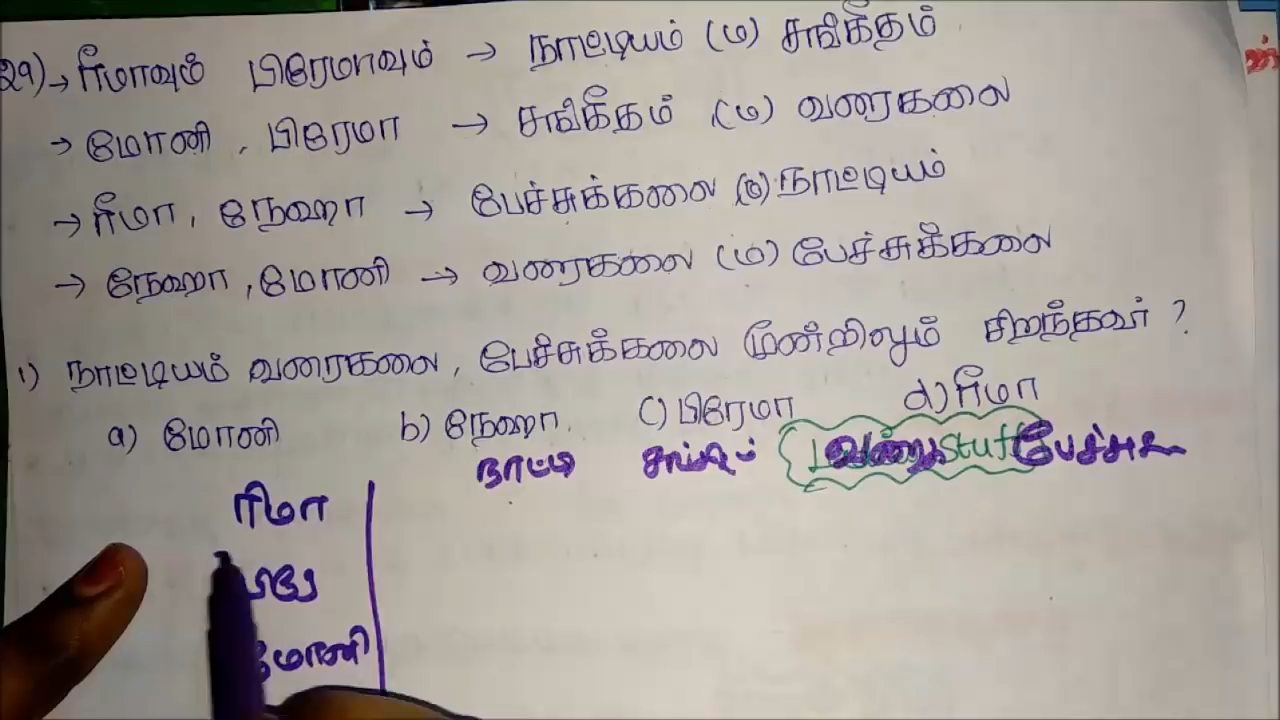 29) → ரீமாவும் பிரேமாவும் → நாட்டியம் (ம) சங்கீதம்
→ மோனி, பிரேமா → சங்கீதம் (ம) வரைகலை
→ ரீமா, நேஹா → பேச்சுக்கலை (ம) நாட்டியம்
→ நேஹா, மோனி → வரைகலை (ம) பேச்சுக்கலை
1) நாட்டியம் வரைகலை, பேச்சுக்கலை மூன்றிலும் சிறந்தவர் ?
a) மோனி b) நேஹா c) பிரேமா d) ரீமா
நாட்டி
ரிமா
மோனி